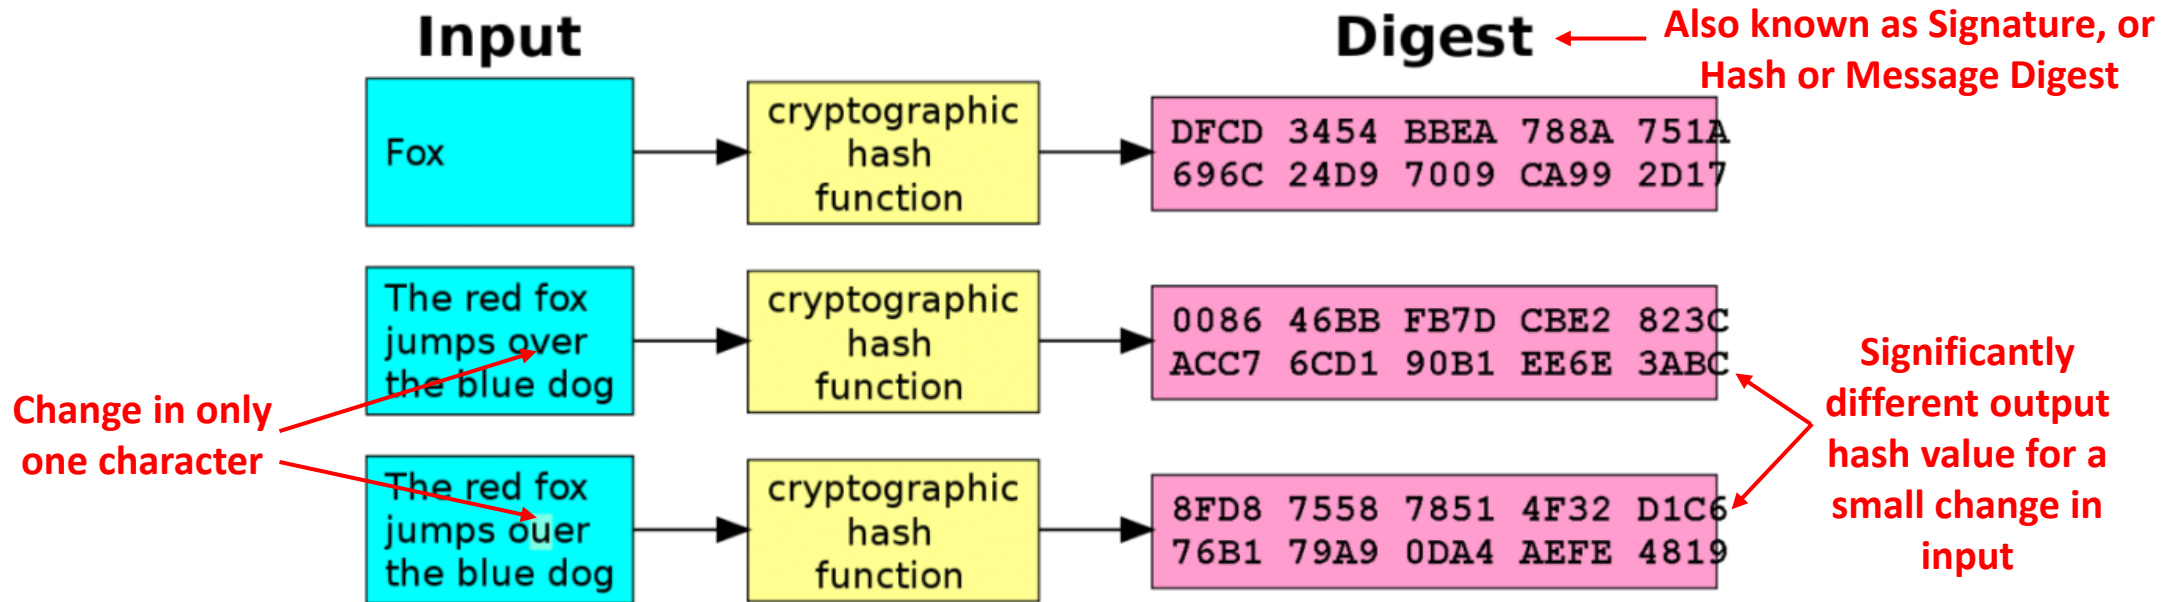 Input
Digest
Also known as Signature, or
Hash or Message Digest
Fox
cryptographic
hash
function
DFCD 3454 BBEA 788A 751A
696C 24D9 7009 CA99 2D17
The red fox
jumps over
the blue dog
cryptographic
hash
function
0086 46BB FB7D CBE2 823C
ACC7 6CD1 90B1 EE6E 3ABC
Change in only
one character
Significantly
different output
hash value for a
small change in
input
The red fox
jumps ouer
the blue dog
cryptographic
hash
function
8FD8 7558 7851 4F32 D1C6
76B1 79A9 0DA4 AEFE 4819